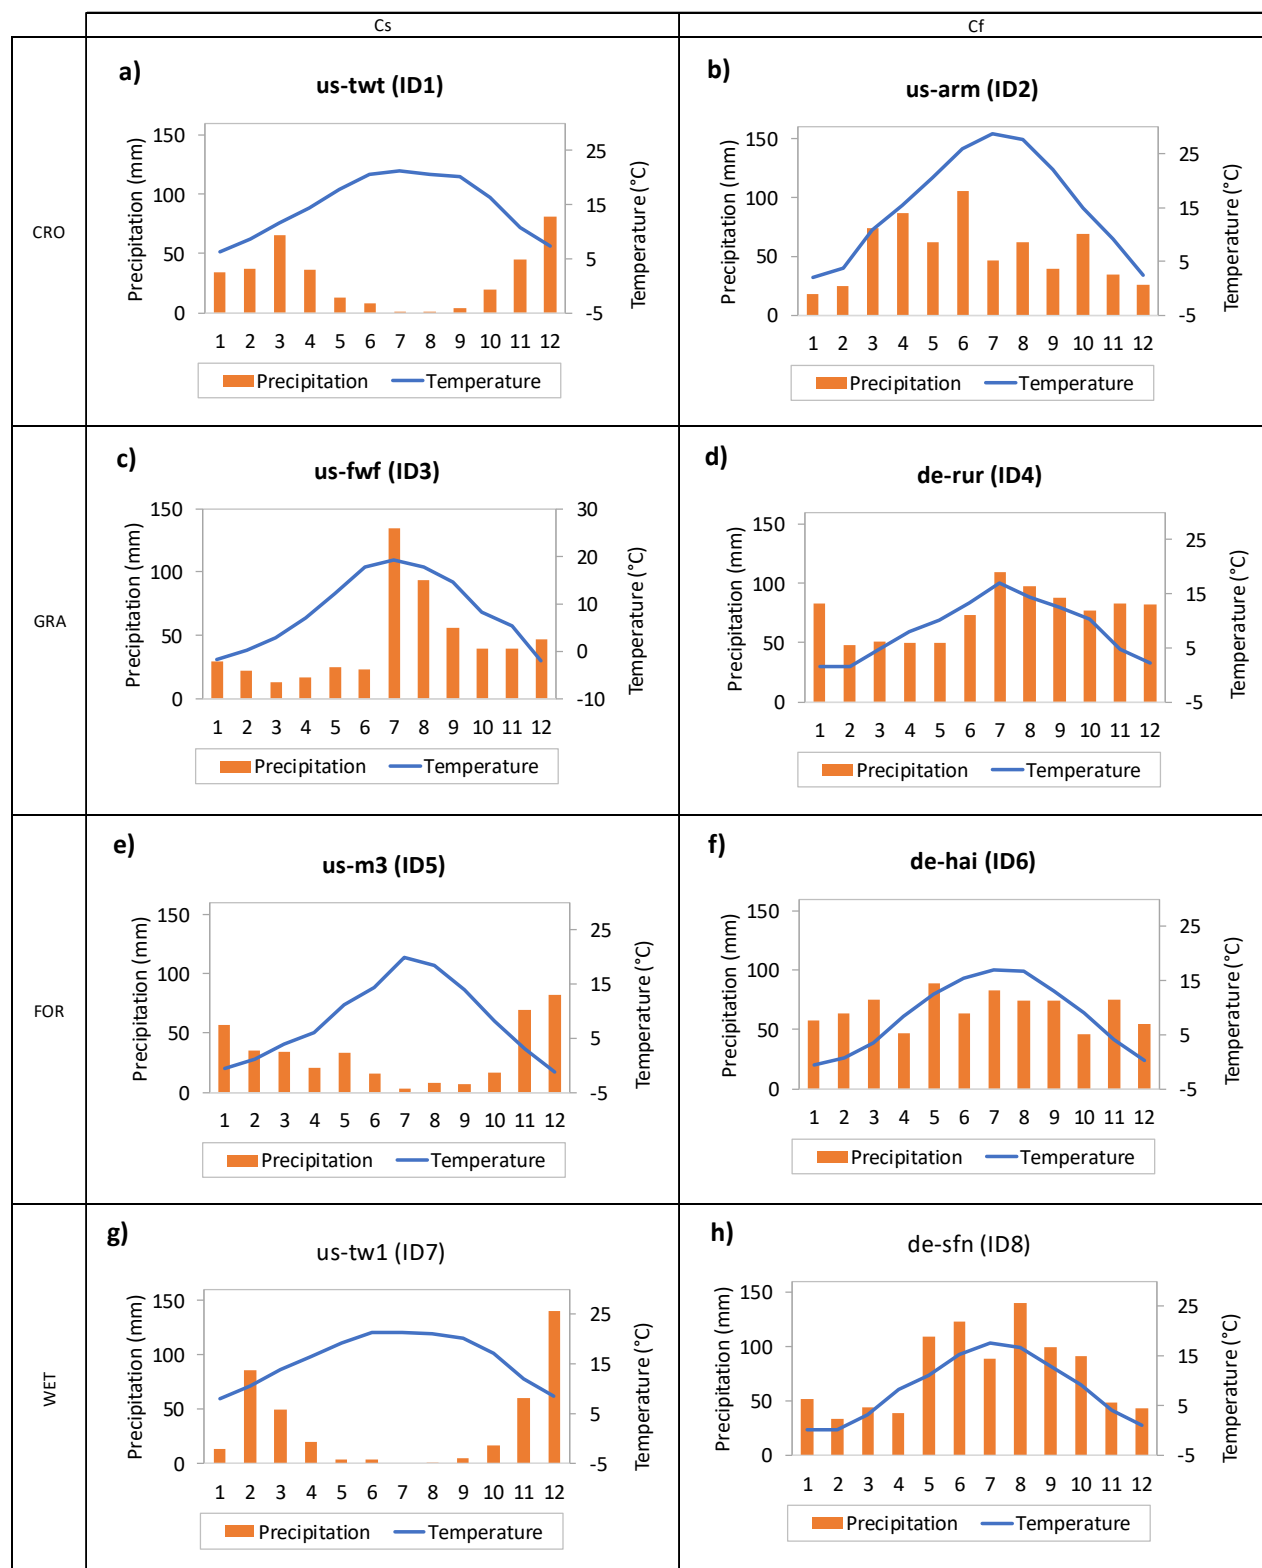 Cs
Cf
CRO
a)
us-twt (ID1)
Precipitation (mm)
150
100
50
0
Temperature (°C)
25
15
5
-5
1 2 3 4 5 6 7 8 9 10 11 12
Precipitation Temperature
b)
us-arm (ID2)
Precipitation (mm)
150
100
50
0
Temperature (°C)
25
15
5
-5
1 2 3 4 5 6 7 8 9 10 11 12
Precipitation Temperature
GRA
c)
us-fwf (ID3)
Precipitation (mm)
150
100
50
0
Temperature (°C)
30
20
10
0
-10
1 2 3 4 5 6 7 8 9 10 11 12
Precipitation Temperature
d)
de-rur (ID4)
Precipitation (mm)
150
100
50
0
Temperature (°C)
25
15
5
-5
1 2 3 4 5 6 7 8 9 10 11 12
Precipitation Temperature
FOR
e)
us-m3 (ID5)
Precipitation (mm)
150
100
50
0
Temperature (°C)
25
15
5
-5
1 2 3 4 5 6 7 8 9 10 11 12
Precipitation Temperature
f)
de-hai (ID6)
Precipitation (mm)
150
100
50
0
Temperature (°C)
25
15
5
-5
1 2 3 4 5 6 7 8 9 10 11 12
Precipitation Temperature
WET
g)
us-tw1 (ID7)
Precipitation (mm)
150
100
50
0
Temperature (°C)
25
15
5
-5
1 2 3 4 5 6 7 8 9 10 11 12
Precipitation Temperature
h)
de-sfn (ID8)
Precipitation (mm)
150
100
50
0
Temperature (°C)
25
15
5
-5
1 2 3 4 5 6 7 8 9 10 11 12
Precipitation Temperature